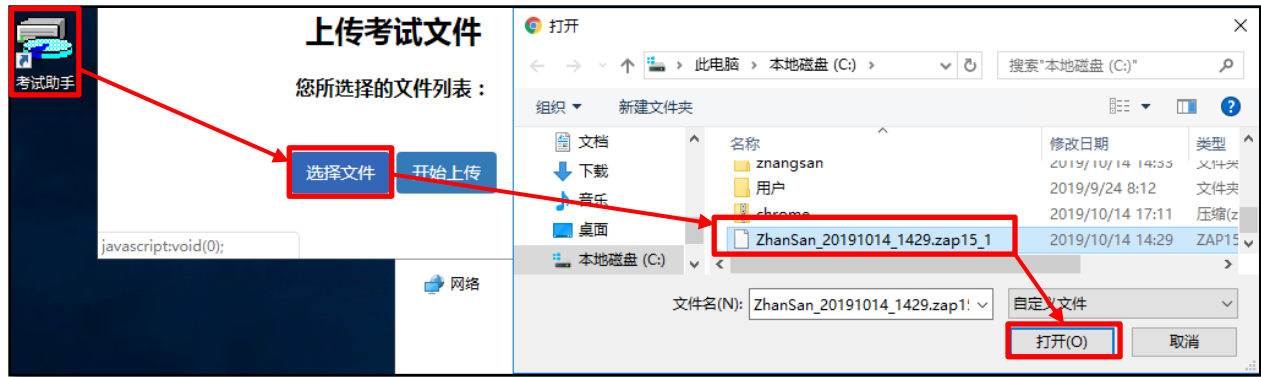 考试助手
上传考试文件
您所选择的文件列表：
选择文件
开始上传
javascript:void(0);
网络
打开
此电脑 › 本地磁盘 (C:) ›
搜索"本地磁盘 (C:)"
组织
新建文件夹
文档
下载
音乐
桌面
本地磁盘 (C:)
名称 修改日期 类型
zhangsan 2019/10/14 14:33 文件夹
用户 2019/9/24 8:12 文件夹
chrome 2019/10/14 17:11 压缩(z
ZhanSan_20191014_1429.zap15_1 2019/10/14 14:29 ZAP15
文件名(N): ZhanSan_20191014_1429.zap1! 自定义文件
打开(O) 取消